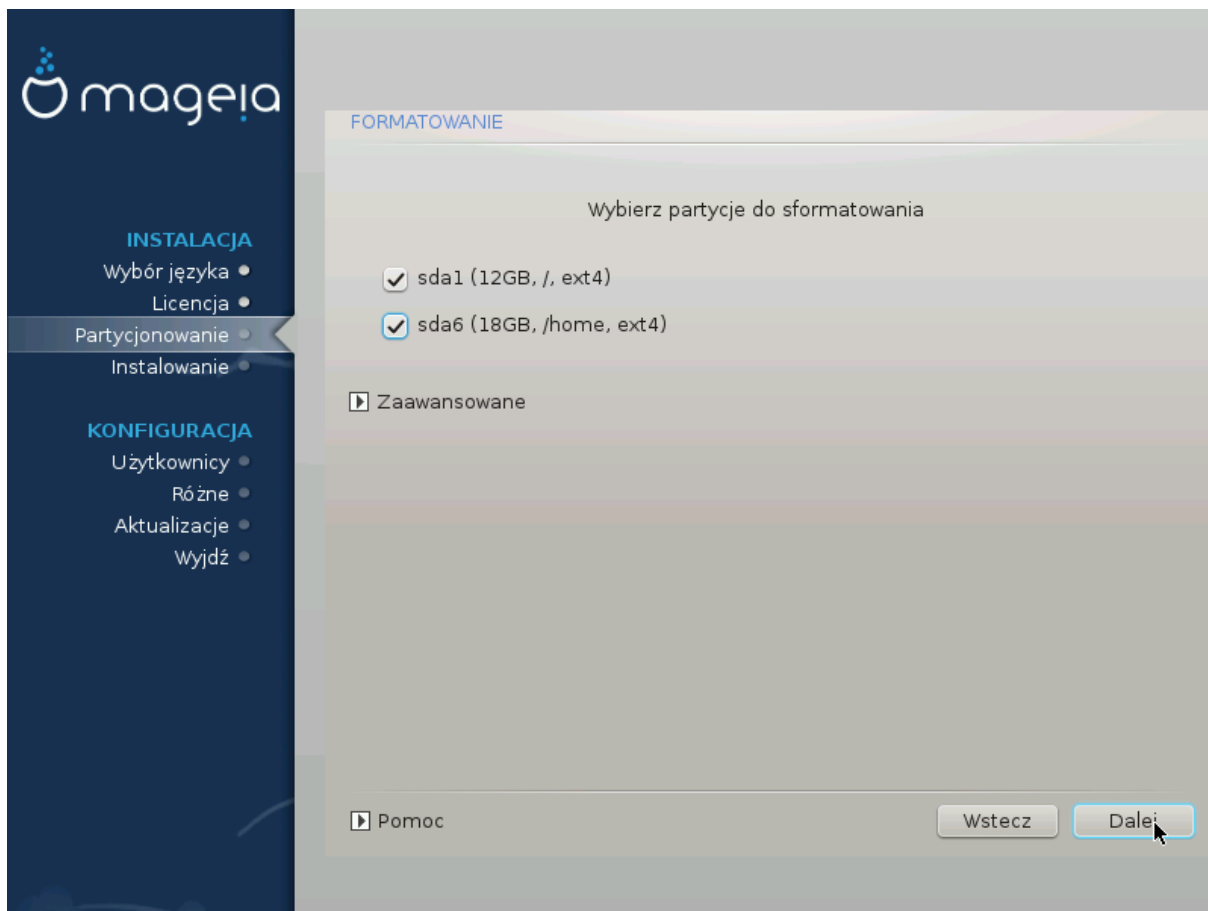 mageia
INSTALACJA
Wybór języka
Licencja
Partycjonowanie
Instalowanie
KONFIGURACJA
Użytkownicy
Różne
Aktualizacje
Wyjdź
FORMATOWANIE
Wybierz partycje do sformatowania
sda1 (12GB, /, ext4)
sda6 (18GB, /home, ext4)
Zaawansowane
Pomoc
Wstecz
Dalej